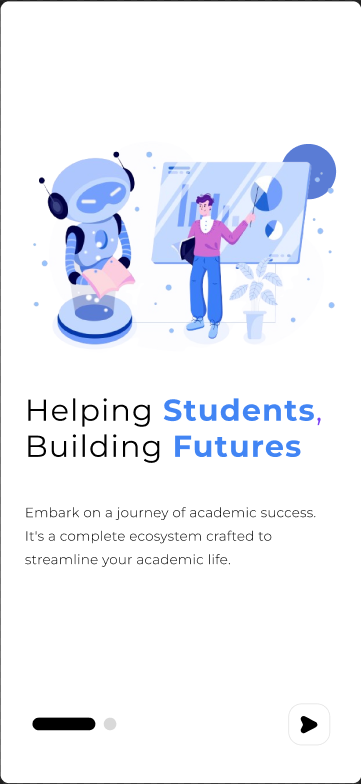 Helping Students,
Building Futures
Embark on a journey of academic success.
It's a complete ecosystem crafted to
streamline your academic life.